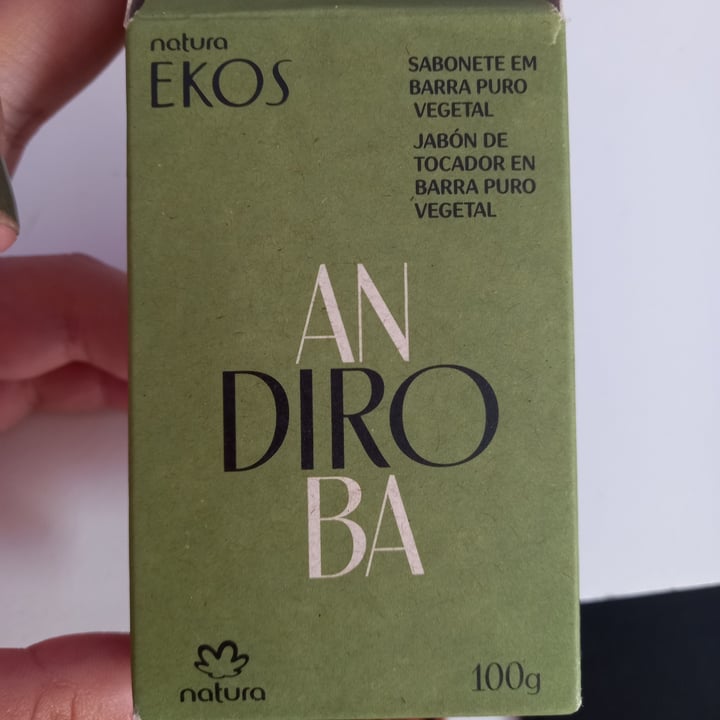 natura
EKOS
SABONETE EM
BARRA PURO
VEGETAL
JABÓN DE
TOCADOR EN
BARRA PURO
VEGETAL
AN
DIRO
BA
natura
100g